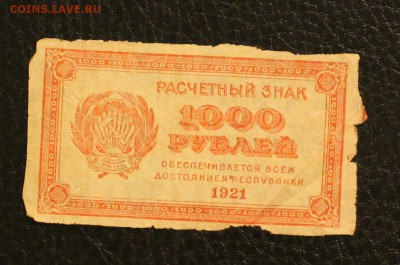 COINS.LAVE.RU
РАСЧЕТНЫЙ ЗНАК
1000
РУБЛЕЙ
ОБЕСПЕЧИВАЕТСЯ ВСЕМ
ДОСТОЯНИЕМ РЕСПУБЛИКИ
1921